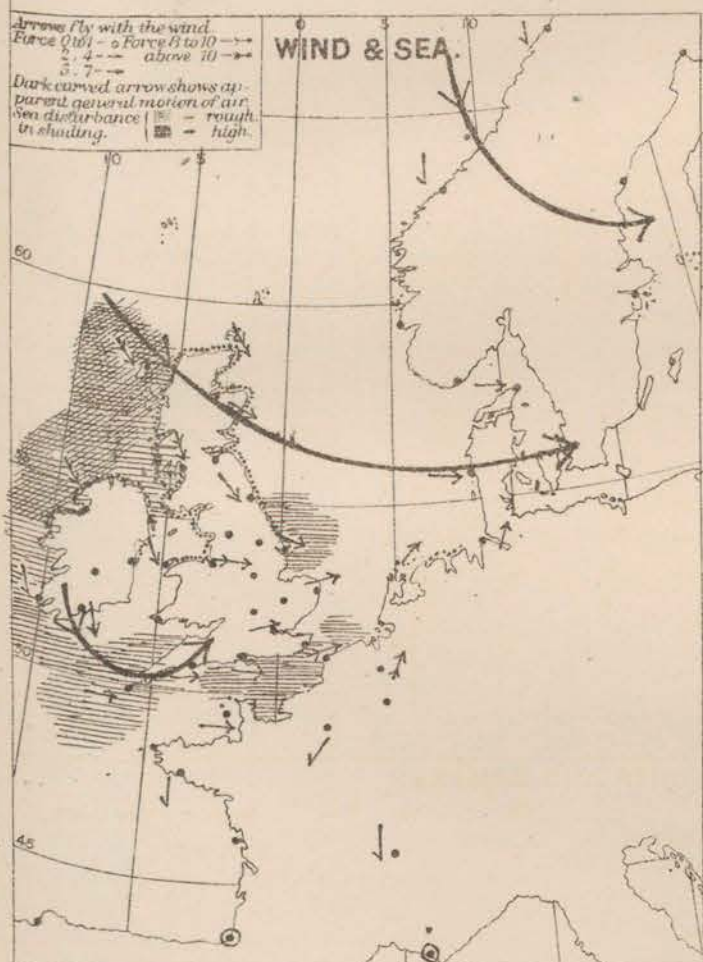 Arrows fly with the wind.
Force 0 to 1 - o Force 8 to 10 -
2. 4 - above 10 -
5. 7 -
Dark curved arrow shows ap-
parent general motion of air
Sea disturbance - rough.
in shading. - high.
WIND & SEA.
10 5 0 5 10
60
50
45